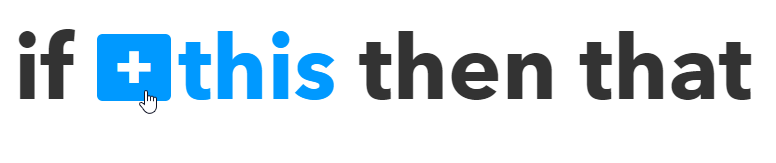 if +this then that